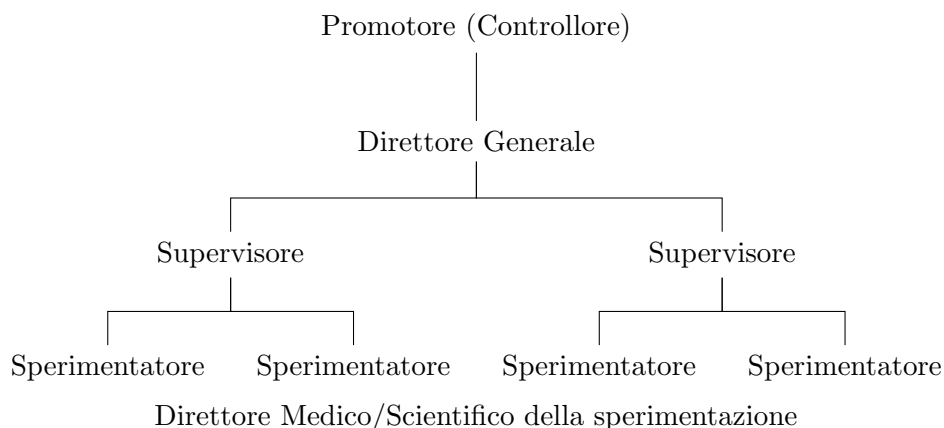 Promotore (Controllore)
Direttore Generale
Supervisore Supervisore
Sperimentatore Sperimentatore Sperimentatore Sperimentatore
Direttore Medico/Scientifico della sperimentazione